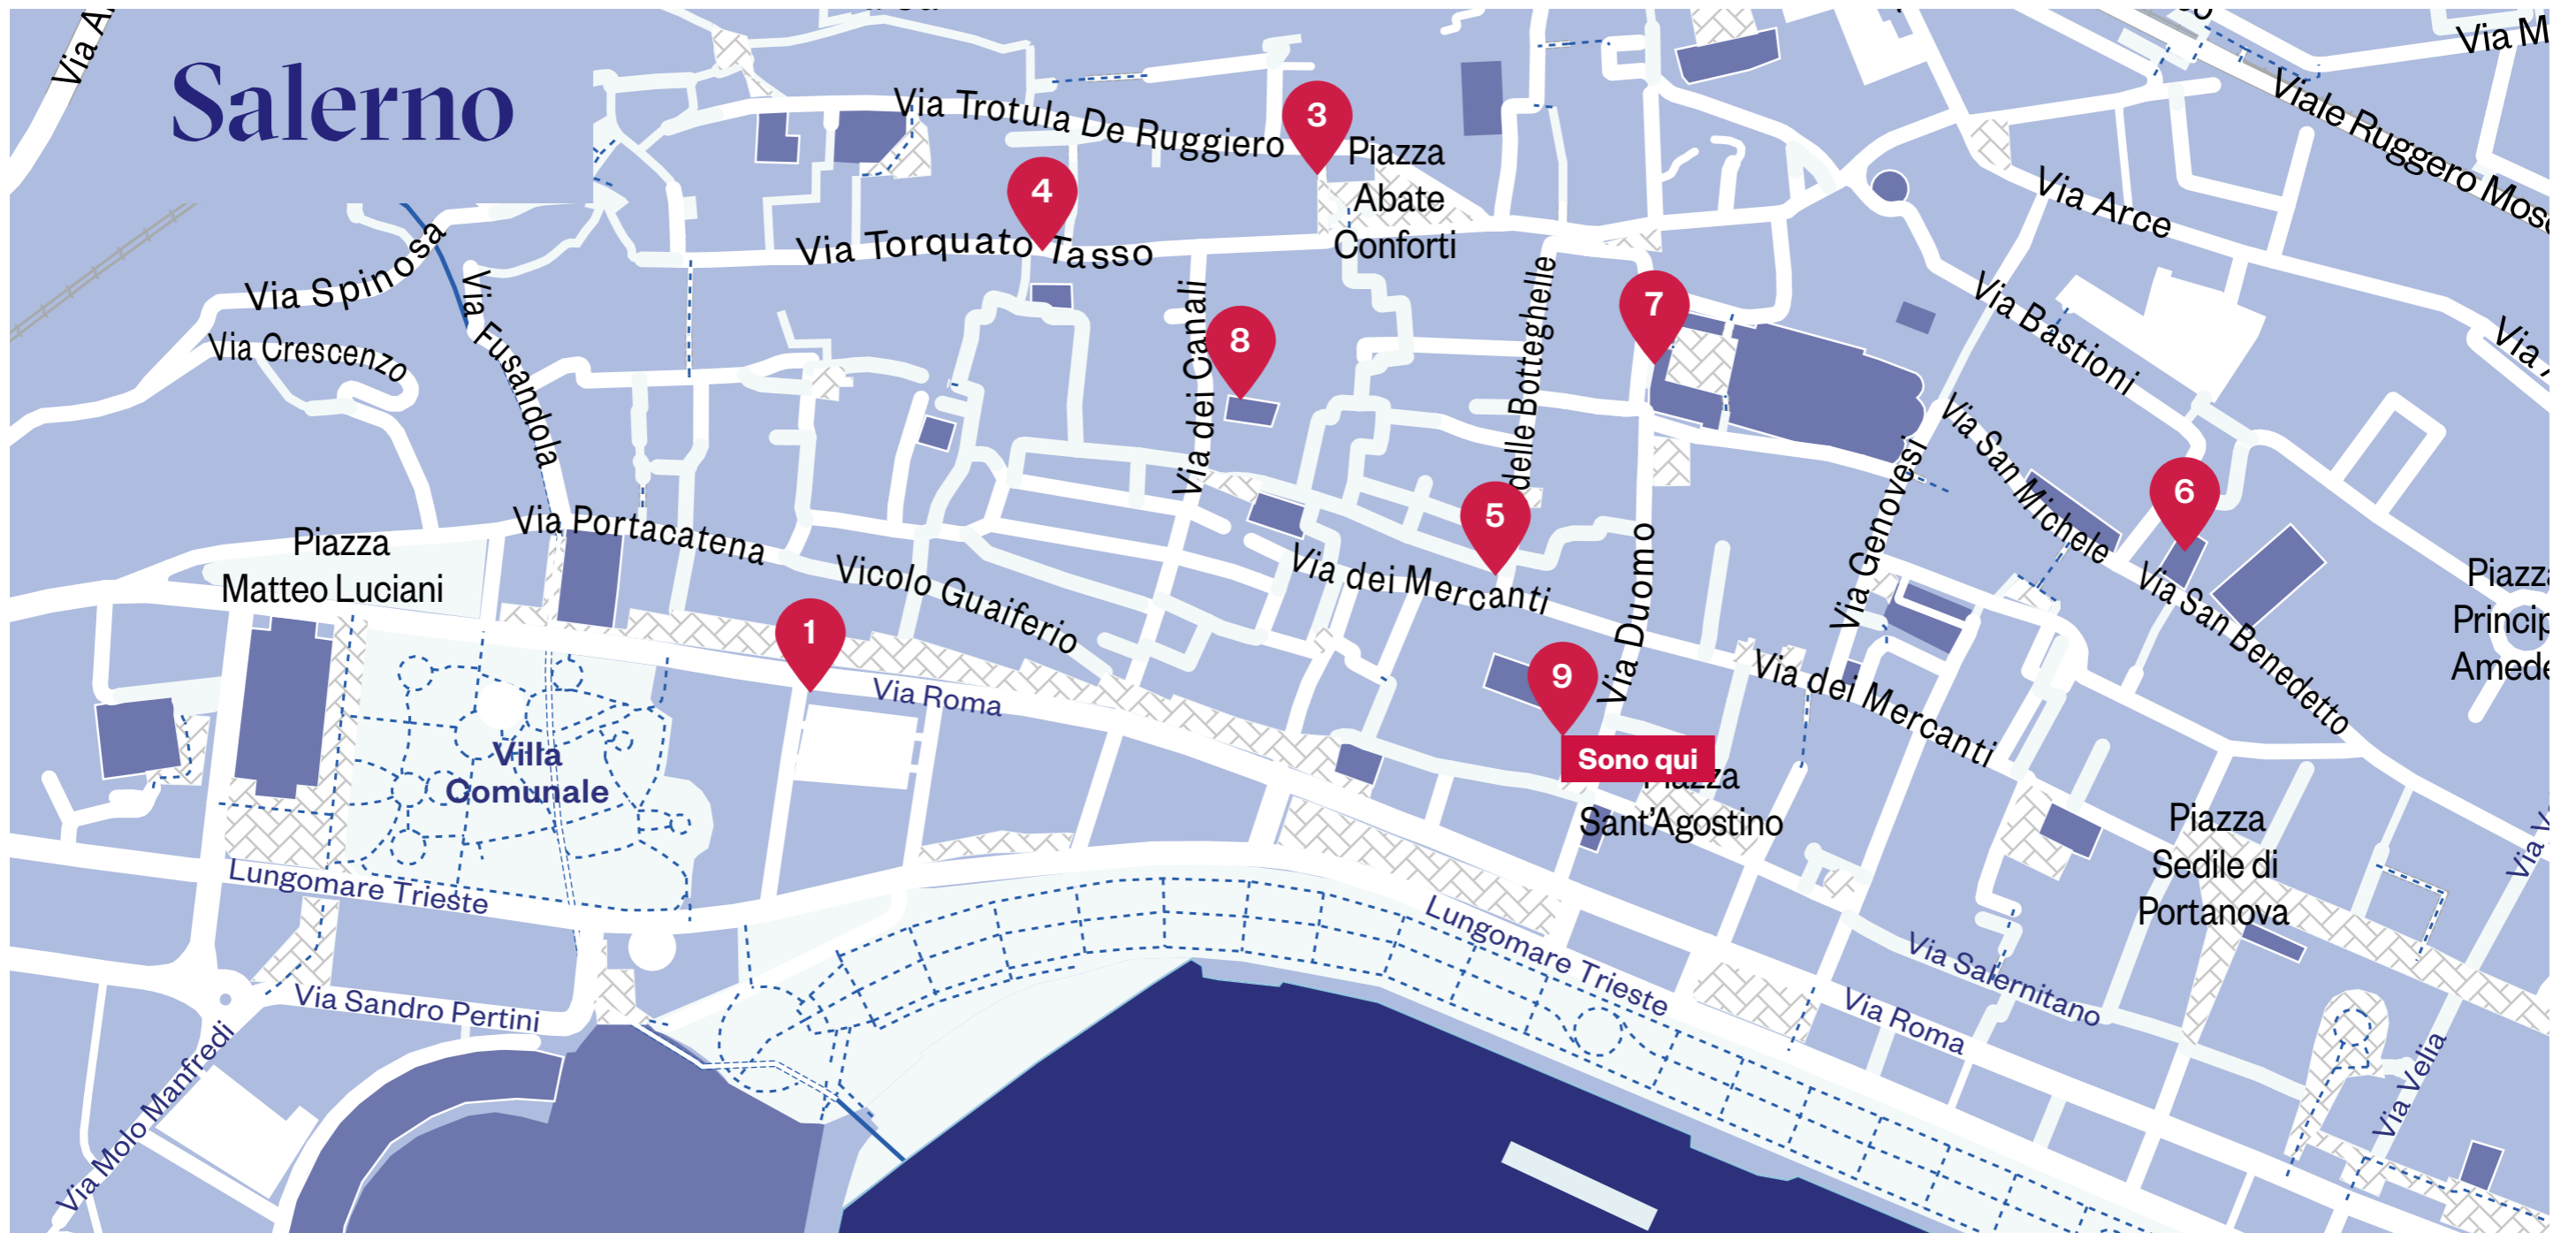 Salerno
Via Trotula De Ruggiero
3
Piazza
Abate
Conforti
4
Via Torquato Tasso
Via Spinosa
Via Crescenzo
Via Fusandola
Via dei Canali
8
delle Botteghelle
7
Via Arce
Viale Ruggero
Via Bastioni
Via San Michele
Via Genovesi
6
5
Piazza
Matteo Luciani
Via Portacatena
Vicolo Guaiferio
Via dei Mercanti
Via Duomo
Via San Benedetto
1
Via Roma
9
Sono qui
Piazza
Sant'Agostino
Via dei Mercanti
Villa
Comunale
Piazza
Sedile di
Portanova
Lungomare Trieste
Lungomare Trieste
Via Salernitano
Via Roma
Via Sandro Pertini
Via Molo Manfredi
Via Velia